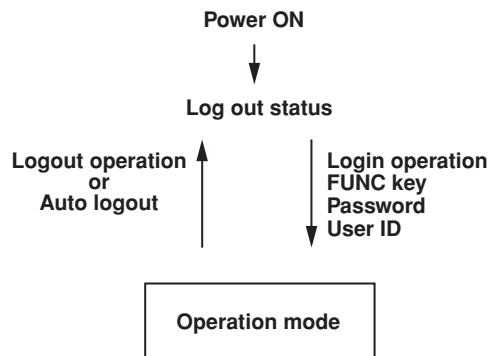 Power ON
Log out status
Logout operation
or
Auto logout
Login operation
FUNC key
Password
User ID
Operation mode